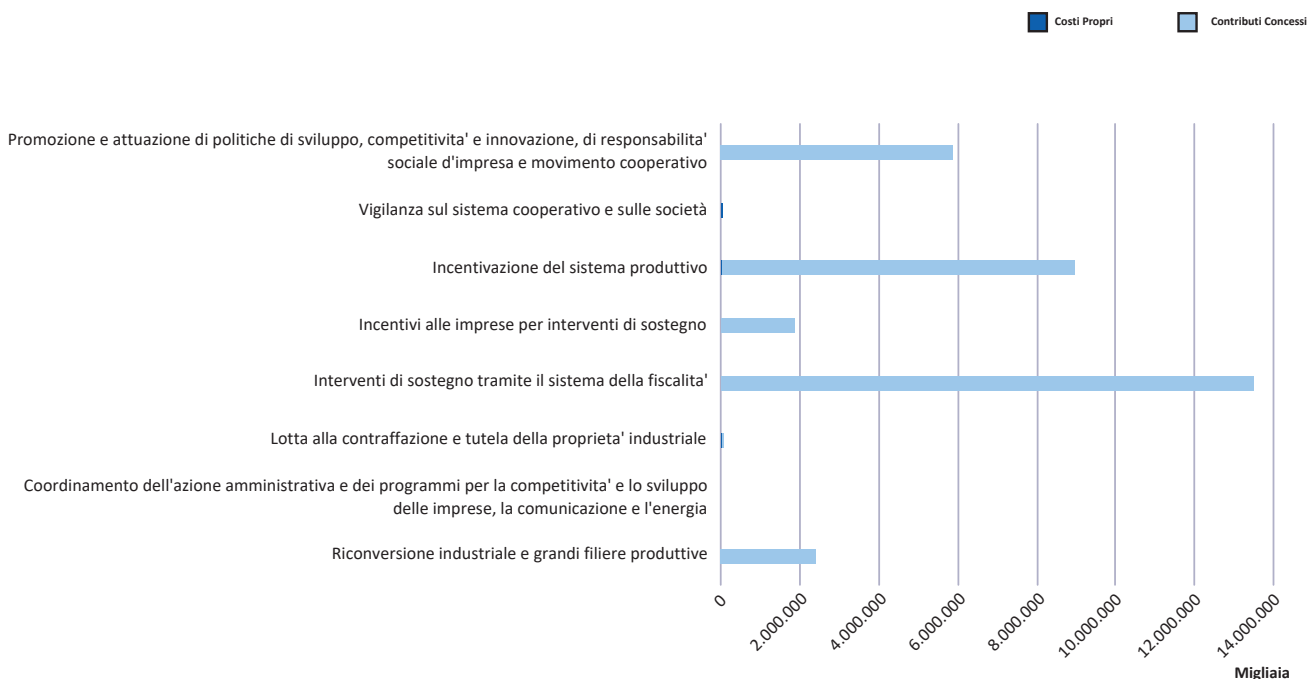 Costi Propri
Contributi Concessi
Promozione e attuazione di politiche di sviluppo, competitivita' e innovazione, di responsabilita'
sociale d'impresa e movimento cooperativo
Vigilanza sul sistema cooperativo e sulle società
Incentivazione del sistema produttivo
Incentivi alle imprese per interventi di sostegno
Interventi di sostegno tramite il sistema della fiscalita'
Lotta alla contraffazione e tutela della proprieta' industriale
Coordinamento dell'azione amministrativa e dei programmi per la competitivita' e lo sviluppo
delle imprese, la comunicazione e l'energia
Riconversione industriale e grandi filiere produttive
0
2.000.000
4.000.000
6.000.000
8.000.000
10.000.000
12.000.000
14.000.000
Migliaia